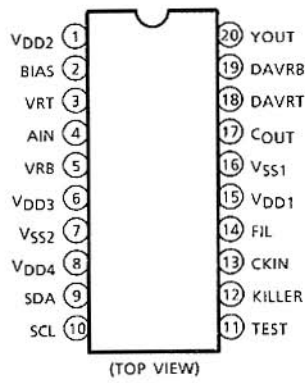 VDD2 1 20 YOUT
BIAS 2 19 DAVRB
VRT 3 18 DAVRT
AIN 4 17 COUT
VRB 5 16 VSS1
VDD3 6 15 VDD1
VSS2 7 14 FIL
VDD4 8 13 CKIN
SDA 9 12 KILLER
SCL 10 11 TEST
(TOP VIEW)